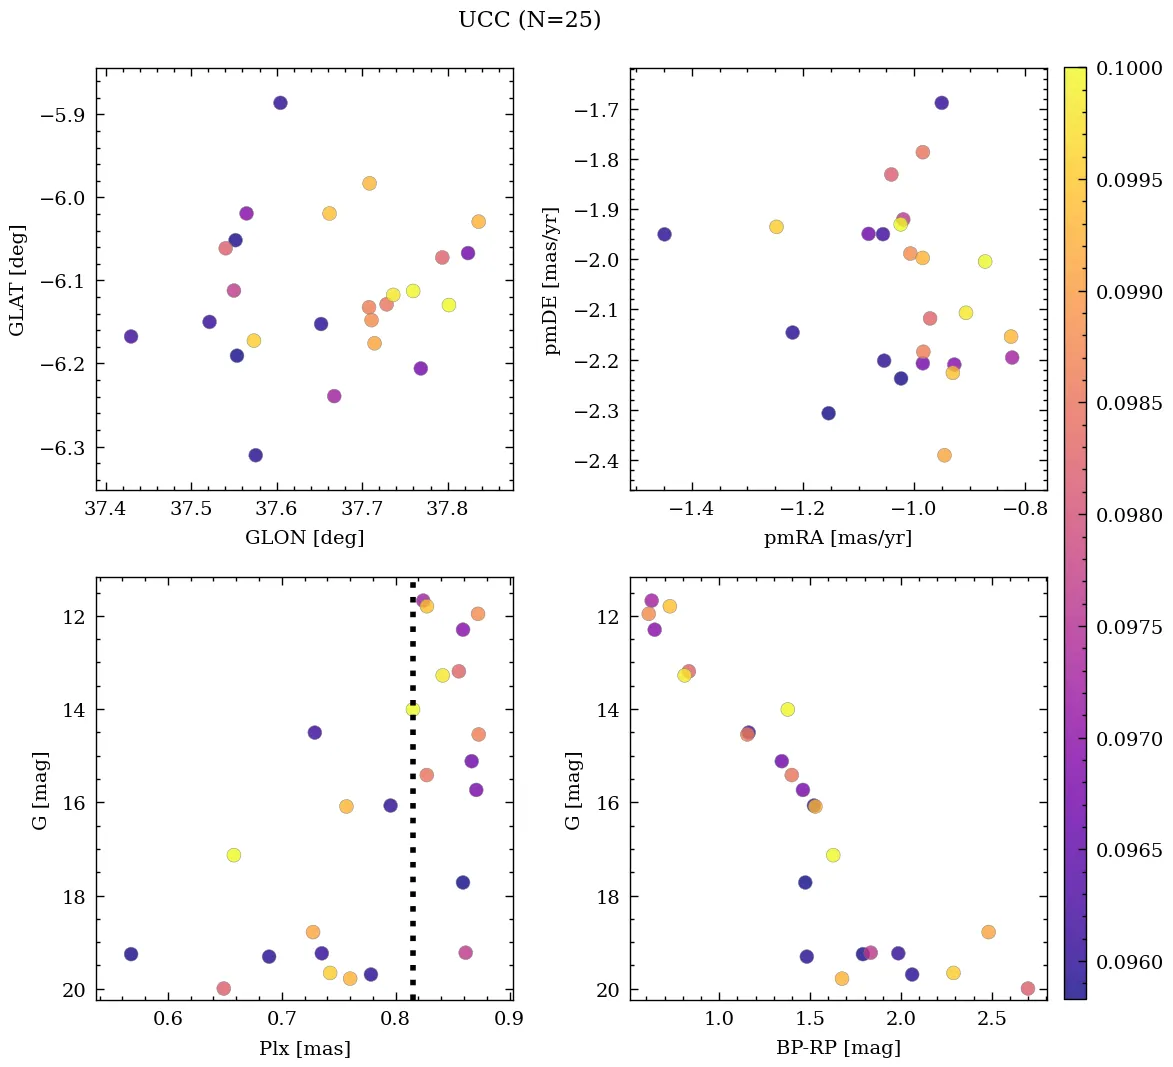 UCC (N=25)
−5.9
−6.0
−6.1
−6.2
−6.3
GLAT [deg]
37.4 37.5 37.6 37.7 37.8
GLON [deg]
−1.7
−1.8
−1.9
−2.0
−2.1
−2.2
−2.3
−2.4
pmDE [mas/yr]
−1.4 −1.2 −1.0 −0.8
pmRA [mas/yr]
12
14
16
18
20
G [mag]
0.6 0.7 0.8 0.9
Plx [mas]
12
14
16
18
20
G [mag]
1.0 1.5 2.0 2.5
BP-RP [mag]
0.1000
0.0995
0.0990
0.0985
0.0980
0.0975
0.0970
0.0965
0.0960